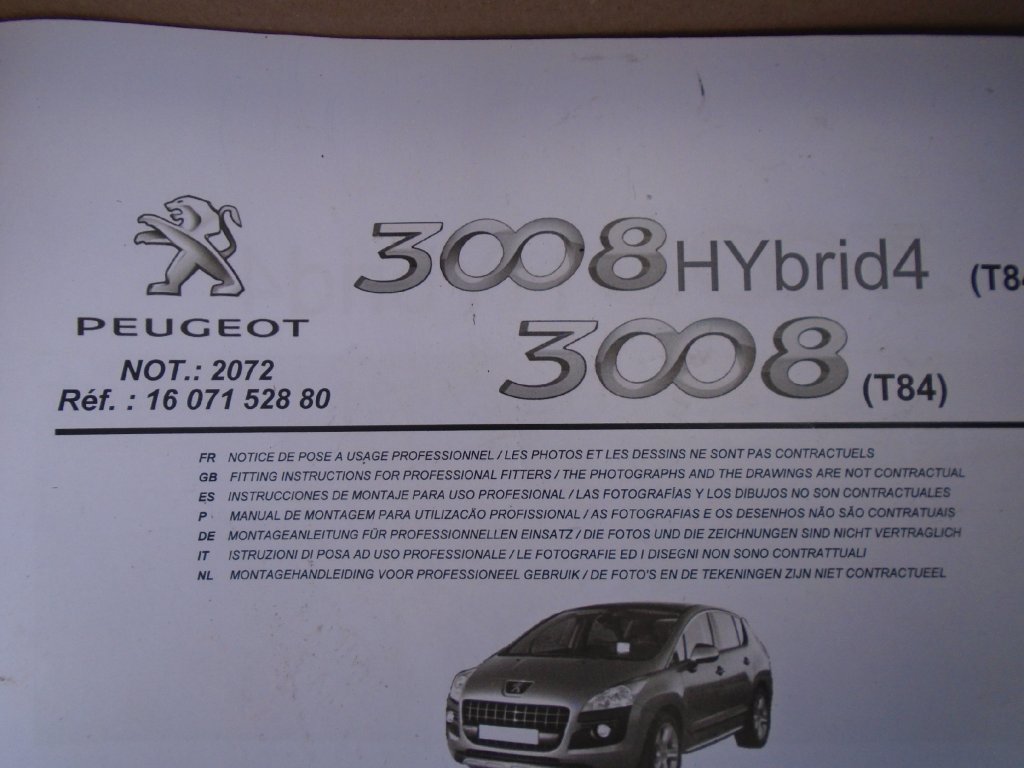 3008 HYbrid4 (T84
PEUGEOT
3008 (T84)
NOT.: 2072
Réf. : 16 071 528 80
FR NOTICE DE POSE A USAGE PROFESSIONNEL / LES PHOTOS ET LES DESSINS NE SONT PAS CONTRACTUELS
GB FITTING INSTRUCTIONS FOR PROFESSIONAL FITTERS / THE PHOTOGRAPHS AND THE DRAWINGS ARE NOT CONTRACTUAL
ES INSTRUCCIONES DE MONTAJE PARA USO PROFESIONAL / LAS FOTOGRAFÍAS Y LOS DIBUJOS NO SON CONTRACTUALES
P MANUAL DE MONTAGEM PARA UTILIZACÃO PROFISSIONAL / AS FOTOGRAFIAS E OS DESENHOS NÃO SÃO CONTRATUAIS
DE MONTAGEANLEITUNG FÜR PROFESSIONNELLEN EINSATZ / DIE FOTOS UND DIE ZEICHNUNGEN SIND NICHT VERTRAGLICH
IT ISTRUZIONI DI POSA AD USO PROFESSIONALE / LE FOTOGRAFIE ED I DISEGNI NON SONO CONTRATTUALI
NL MONTAGEHANDLEIDING VOOR PROFESSIONEEL GEBRUIK / DE FOTO'S EN DE TEKENINGEN ZIJN NIET CONTRACTUEEL